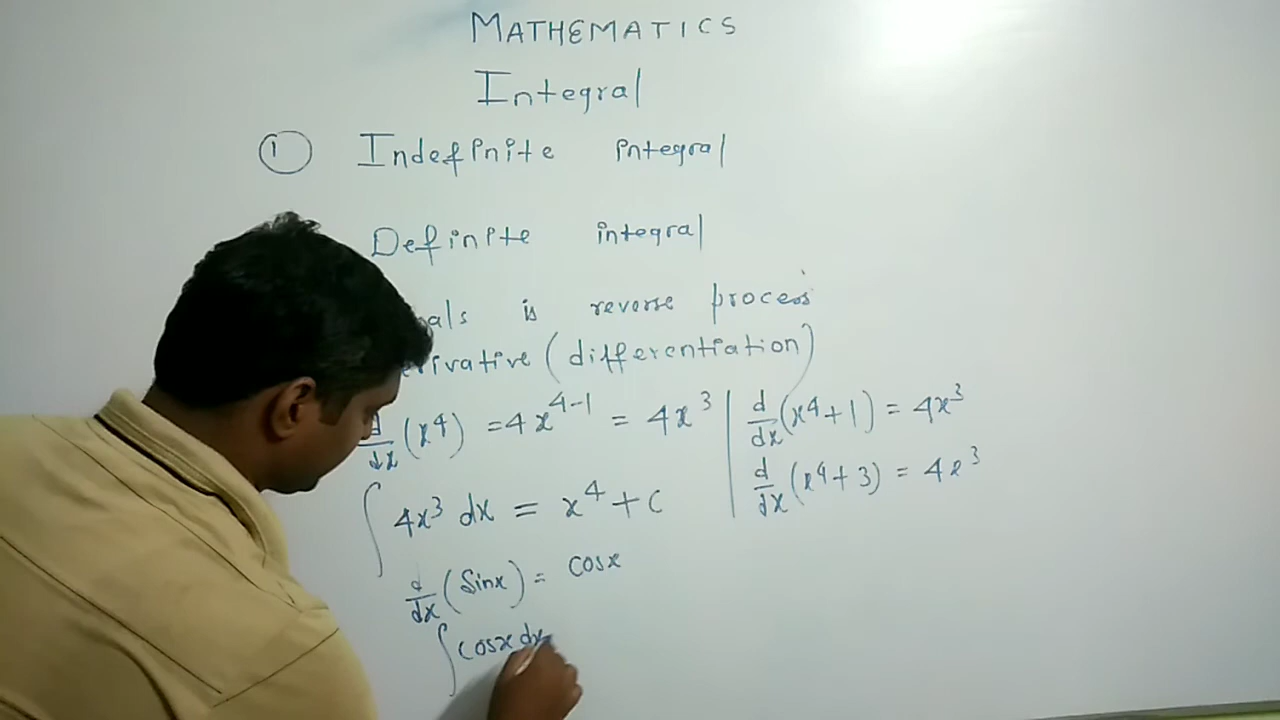 MATHEMATICS
Integral
① Indefinite integral
Definite integral
is reverse process
(differentiation)
d/dx (x⁴) = 4x⁴⁻¹ = 4x³ | d/dx (x⁴+1) = 4x³
∫ 4x³ dx = x⁴ + C | d/dx (x⁴+3) = 4x³
d/dx (Sinx) = cosx
∫ cosx dx